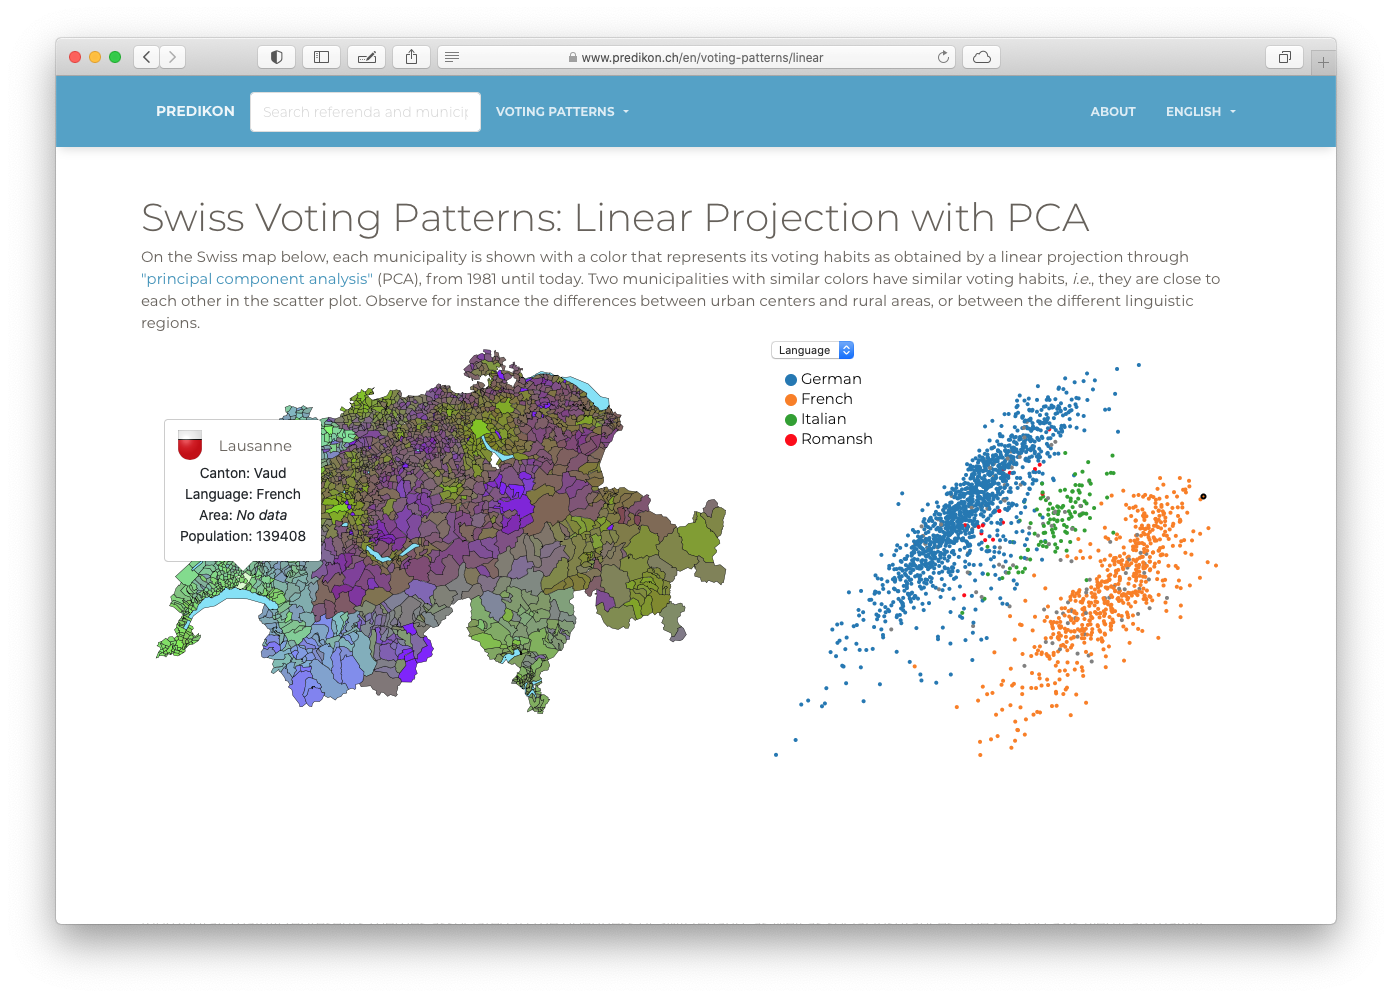 www.predikon.ch/en/voting-patterns/linear
PREDIKON
Search referenda and municip
VOTING PATTERNS
ABOUT
ENGLISH
Swiss Voting Patterns: Linear Projection with PCA
On the Swiss map below, each municipality is shown with a color that represents its voting habits as obtained by a linear projection through
"principal component analysis" (PCA), from 1981 until today. Two municipalities with similar colors have similar voting habits, i.e., they are close to
each other in the scatter plot. Observe for instance the differences between urban centers and rural areas, or between the different linguistic
regions.
Language
German
French
Italian
Romansh
Lausanne
Canton: Vaud
Language: French
Area: No data
Population: 139408